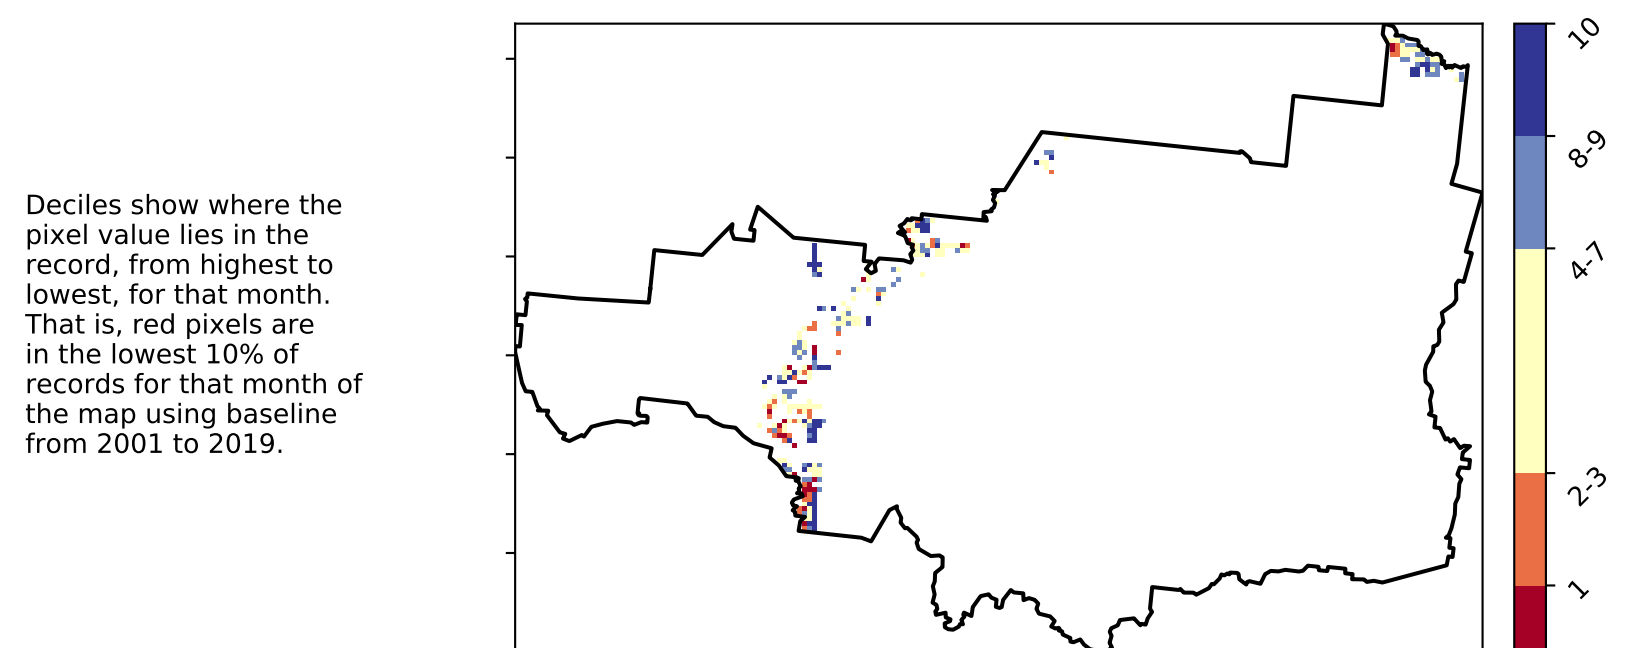 Deciles show where the
pixel value lies in the
record, from highest to
lowest, for that month.
That is, red pixels are
in the lowest 10% of
records for that month of
the map using baseline
from 2001 to 2019.
10
8-9
4-7
2-3
1